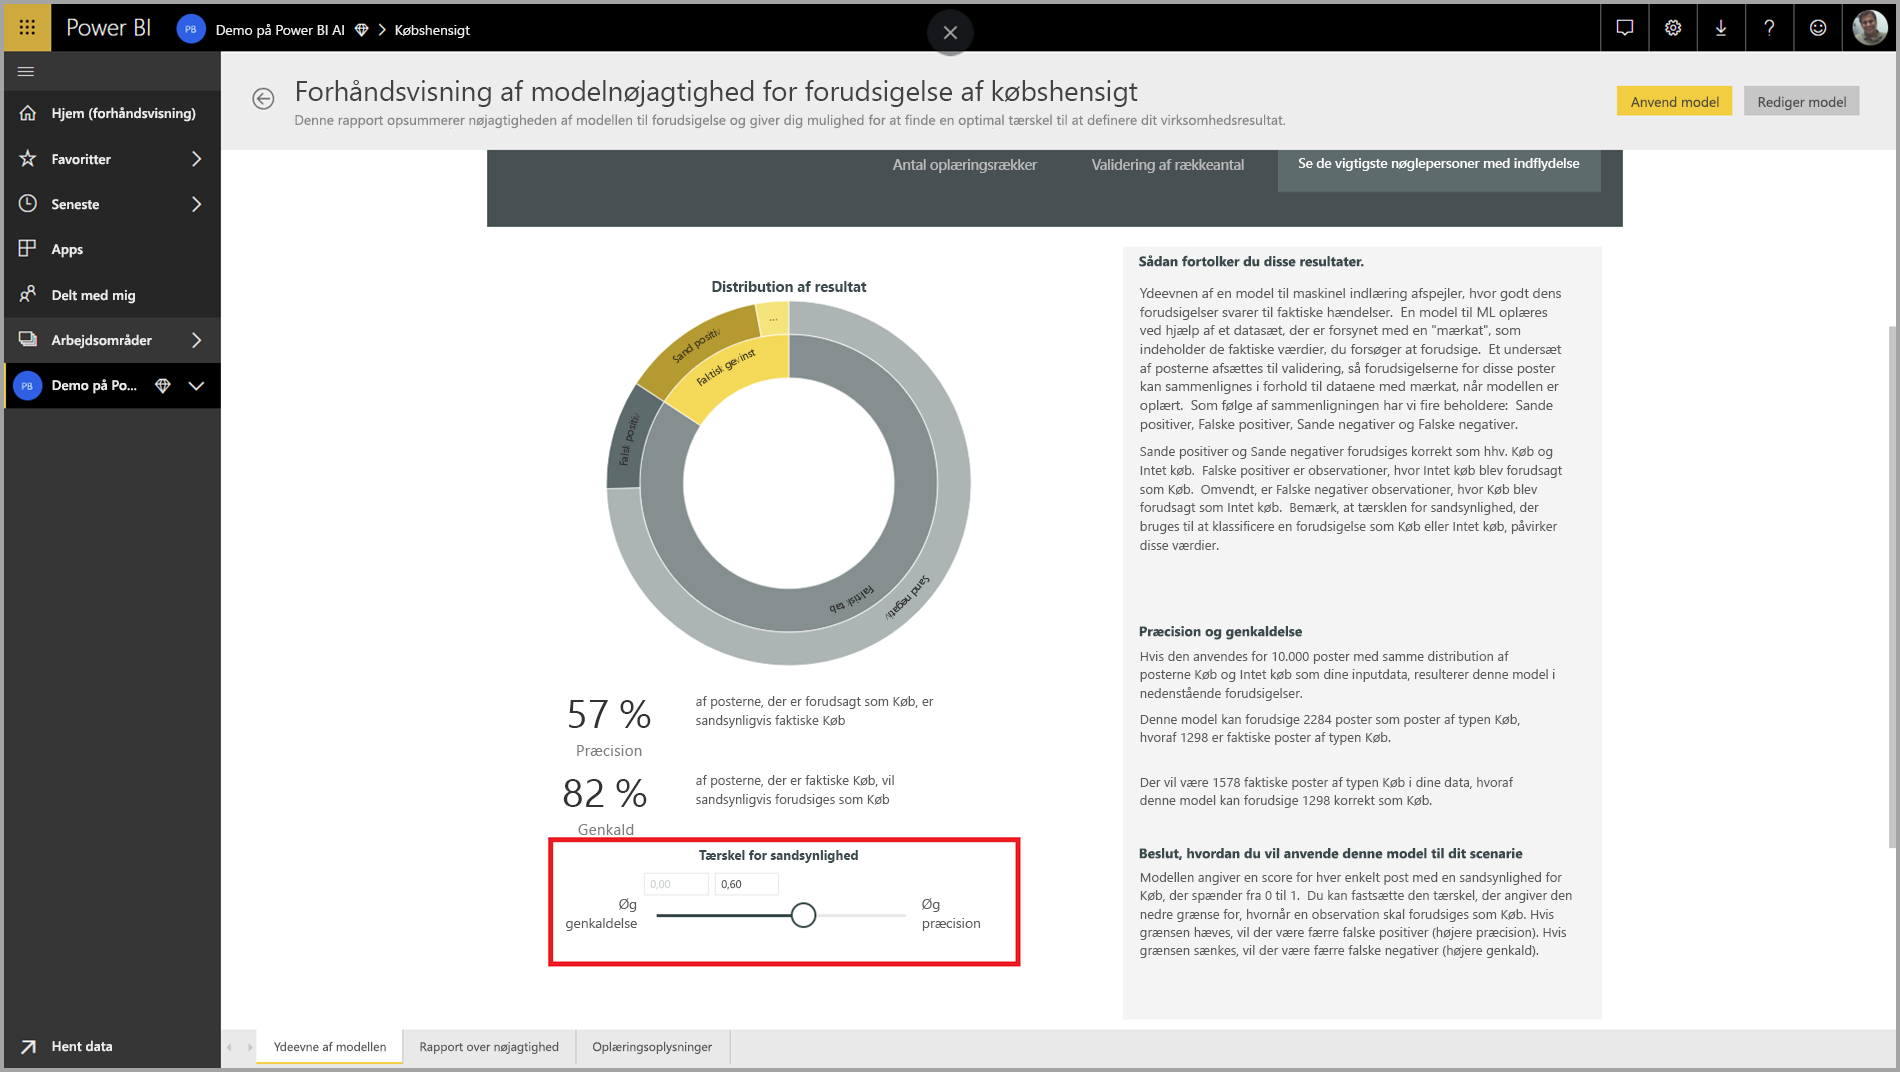 Power BI
PB
Demo på Power BI AI
Købshensigt
?
Forhåndsvisning af modelnøjagtighed for forudsigelse af købshensigt
Denne rapport opsummerer nøjagtigheden af modellen til forudsigelse og giver dig mulighed for at finde en optimal tærskel til at definere dit virksomhedsresultat.
Anvend model
Rediger model
Hjem (forhåndsvisning)
Favoritter
Seneste
Apps
Delt med mig
Arbejdsområder
PB
Demo på Po...
Hent data
Antal oplæringsrækker
Validering af rækkeantal
Se de vigtigste nøglepersoner med indflydelse
Distribution af resultat
...
Sand positiv
Faktisk gevinst
Falsk positiv
Faktisk tab
Sand negativ
57 %
Præcision
af posterne, der er forudsagt som Køb, er
sandsynligvis faktiske Køb
82 %
Genkald
af posterne, der er faktiske Køb, vil
sandsynligvis forudsiges som Køb
Tærskel for sandsynlighed
0,00
0,60
Øg
genkaldelse
Øg
præcision
Sådan fortolker du disse resultater.
Ydeevnen af en model til maskinel indlæring afspejler, hvor godt dens
forudsigelser svarer til faktiske hændelser. En model til ML oplæres
ved hjælp af et datasæt, der er forsynet med en "mærkat", som
indeholder de faktiske værdier, du forsøger at forudsige. Et undersæt
af posterne afsættes til validering, så forudsigelserne for disse poster
kan sammenlignes i forhold til dataene med mærkat, når modellen er
oplært. Som følge af sammenligningen har vi fire beholdere: Sande
positiver, Falske positiver, Sande negativer og Falske negativer.
Sande positiver og Sande negativer forudsiges korrekt som hhv. Køb og
Intet køb. Falske positiver er observationer, hvor Intet køb blev forudsagt
som Køb. Omvendt, er Falske negativer observationer, hvor Køb blev
forudsagt som Intet køb. Bemærk, at tærsklen for sandsynlighed, der
bruges til at klassificere en forudsigelse som Køb eller Intet køb, påvirker
disse værdier.
Præcision og genkaldelse
Hvis den anvendes for 10.000 poster med samme distribution af
posterne Køb og Intet køb som dine inputdata, resulterer denne model i
nedenstående forudsigelser.
Denne model kan forudsige 2284 poster som poster af typen Køb,
hvoraf 1298 er faktiske poster af typen Køb.
Der vil være 1578 faktiske poster af typen Køb i dine data, hvoraf
denne model kan forudsige 1298 korrekt som Køb.
Beslut, hvordan du vil anvende denne model til dit scenarie
Modellen angiver en score for hver enkelt post med en sandsynlighed for
Køb, der spænder fra 0 til 1. Du kan fastsætte den tærskel, der angiver den
nedre grænse for, hvornår en observation skal forudsiges som Køb. Hvis
grænsen hæves, vil der være færre falske positiver (højere præcision). Hvis
grænsen sænkes, vil der være færre falske negativer (højere genkald).
Ydeevne af modellen
Rapport over nøjagtighed
Oplæringsoplysninger